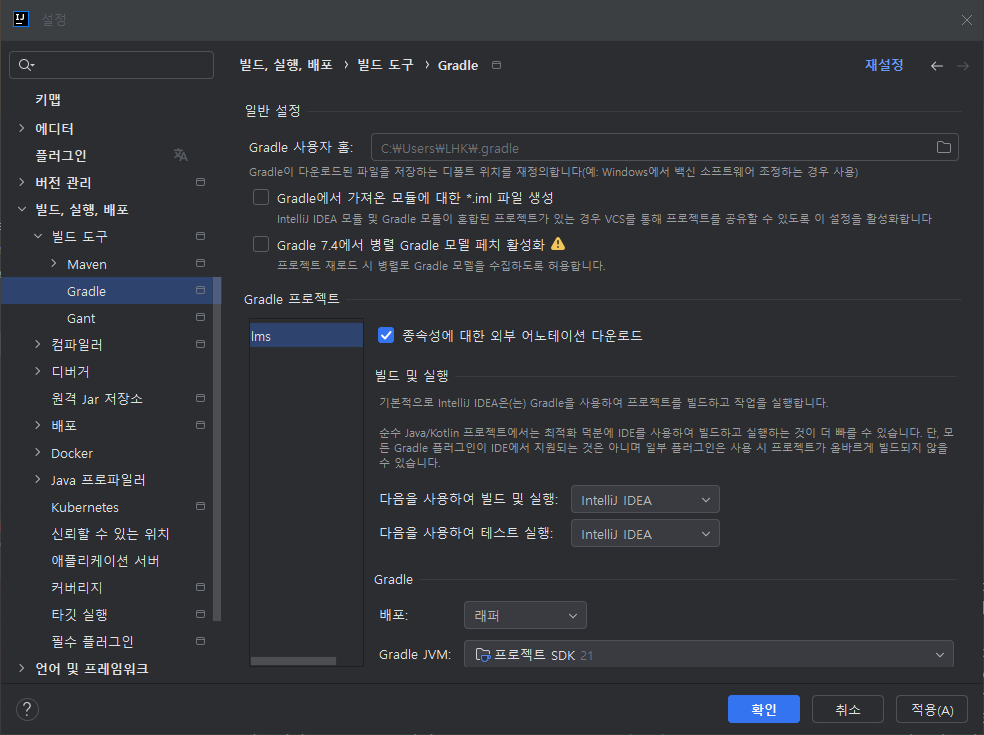 설정
빌드, 실행, 배포 › 빌드 도구 › Gradle
재설정
키맵
에디터
플러그인
버전 관리
빌드, 실행, 배포
빌드 도구
Maven
Gradle
Gant
컴파일러
디버거
원격 Jar 저장소
배포
Docker
Java 프로파일러
Kubernetes
신뢰할 수 있는 위치
애플리케이션 서버
커버리지
타깃 실행
필수 플러그인
언어 및 프레임워크
일반 설정
Gradle 사용자 홈:
C:₩Users₩LHK₩.gradle
Gradle이 다운로드된 파일을 저장하는 디폴트 위치를 재정의합니다(예: Windows에서 백신 소프트웨어 조정하는 경우 사용)
Gradle에서 가져온 모듈에 대한 *.iml 파일 생성
IntelliJ IDEA 모듈 및 Gradle 모듈이 혼합된 프로젝트가 있는 경우 VCS를 통해 프로젝트를 공유할 수 있도록 이 설정을 활성화합니다
Gradle 7.4에서 병렬 Gradle 모델 페치 활성화
프로젝트 재로드 시 병렬로 Gradle 모델을 수집하도록 허용합니다.
Gradle 프로젝트
lms
종속성에 대한 외부 어노테이션 다운로드
빌드 및 실행
기본적으로 IntelliJ IDEA은(는) Gradle을 사용하여 프로젝트를 빌드하고 작업을 실행합니다.
순수 Java/Kotlin 프로젝트에서는 최적화 덕분에 IDE를 사용하여 빌드하고 실행하는 것이 더 빠를 수 있습니다. 단, 모
든 Gradle 플러그인이 IDE에서 지원되는 것은 아니며 일부 플러그인은 사용 시 프로젝트가 올바르게 빌드되지 않을
수 있습니다.
다음을 사용하여 빌드 및 실행: IntelliJ IDEA
다음을 사용하여 테스트 실행: IntelliJ IDEA
Gradle
배포: 래퍼
Gradle JVM: 프로젝트 SDK 21
?
확인
취소
적용(A)